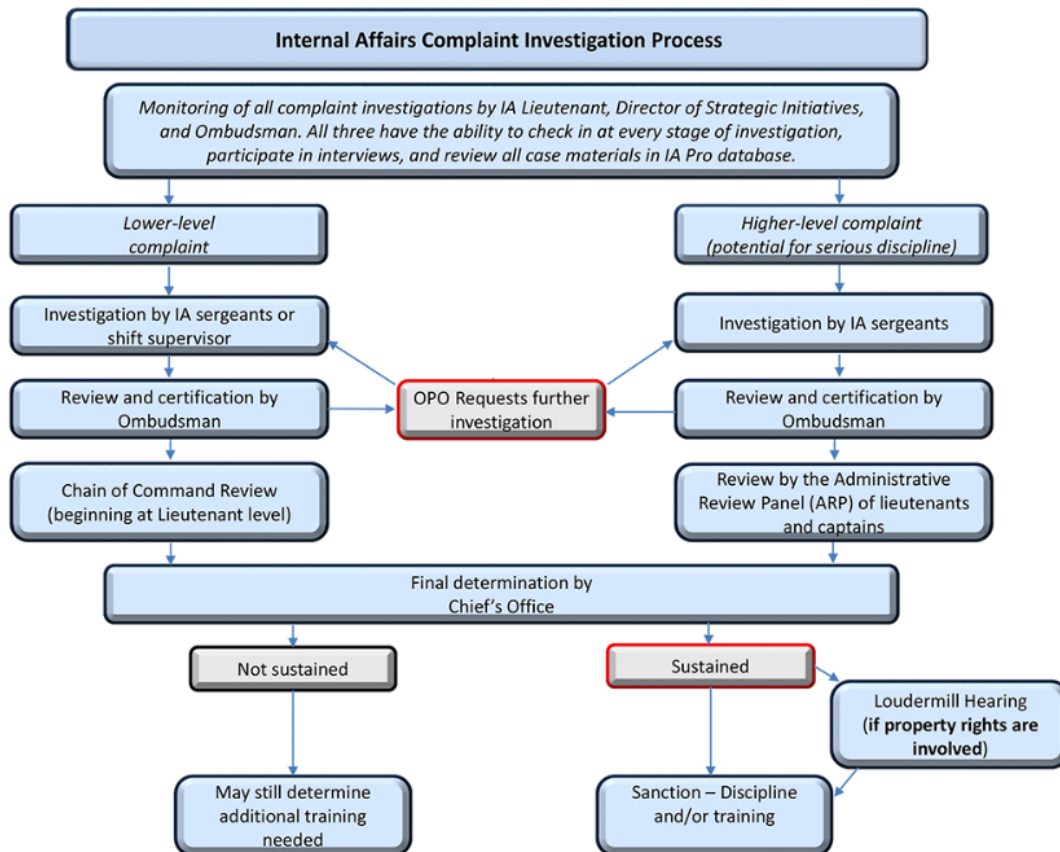 Internal Affairs Complaint Investigation Process
Monitoring of all complaint investigations by IA Lieutenant, Director of Strategic Initiatives,
and Ombudsman. All three have the ability to check in at every stage of investigation,
participate in interviews, and review all case materials in IA Pro database.
Lower-level
complaint
Higher-level complaint
(potential for serious discipline)
Investigation by IA sergeants or
shift supervisor
Investigation by IA sergeants
OPO Requests further
investigation
Review and certification by
Ombudsman
Review and certification by
Ombudsman
Chain of Command Review
(beginning at Lieutenant level)
Review by the Administrative
Review Panel (ARP) of lieutenants
and captains
Final determination by
Chief’s Office
Not sustained
Sustained
Loudermill Hearing
(if property rights are
involved)
May still determine
additional training
needed
Sanction – Discipline
and/or training